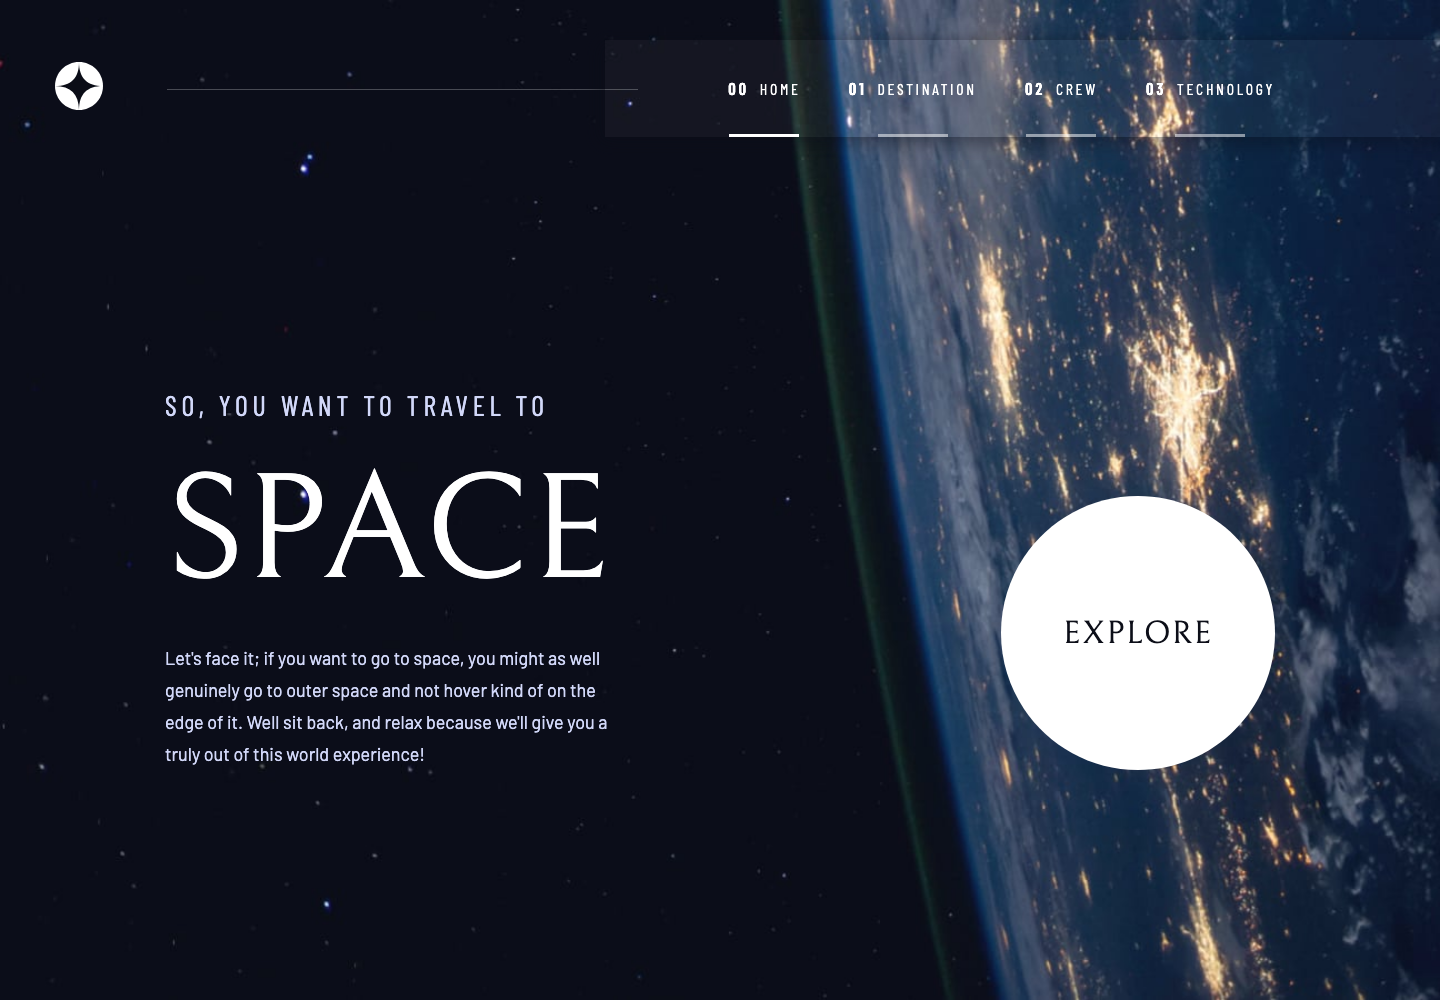 00 HOME 01 DESTINATION 02 CREW 03 TECHNOLOGY
SO, YOU WANT TO TRAVEL TO
SPACE
Let's face it; if you want to go to space, you might as well
genuinely go to outer space and not hover kind of on the
edge of it. Well sit back, and relax because we'll give you a
truly out of this world experience!
EXPLORE